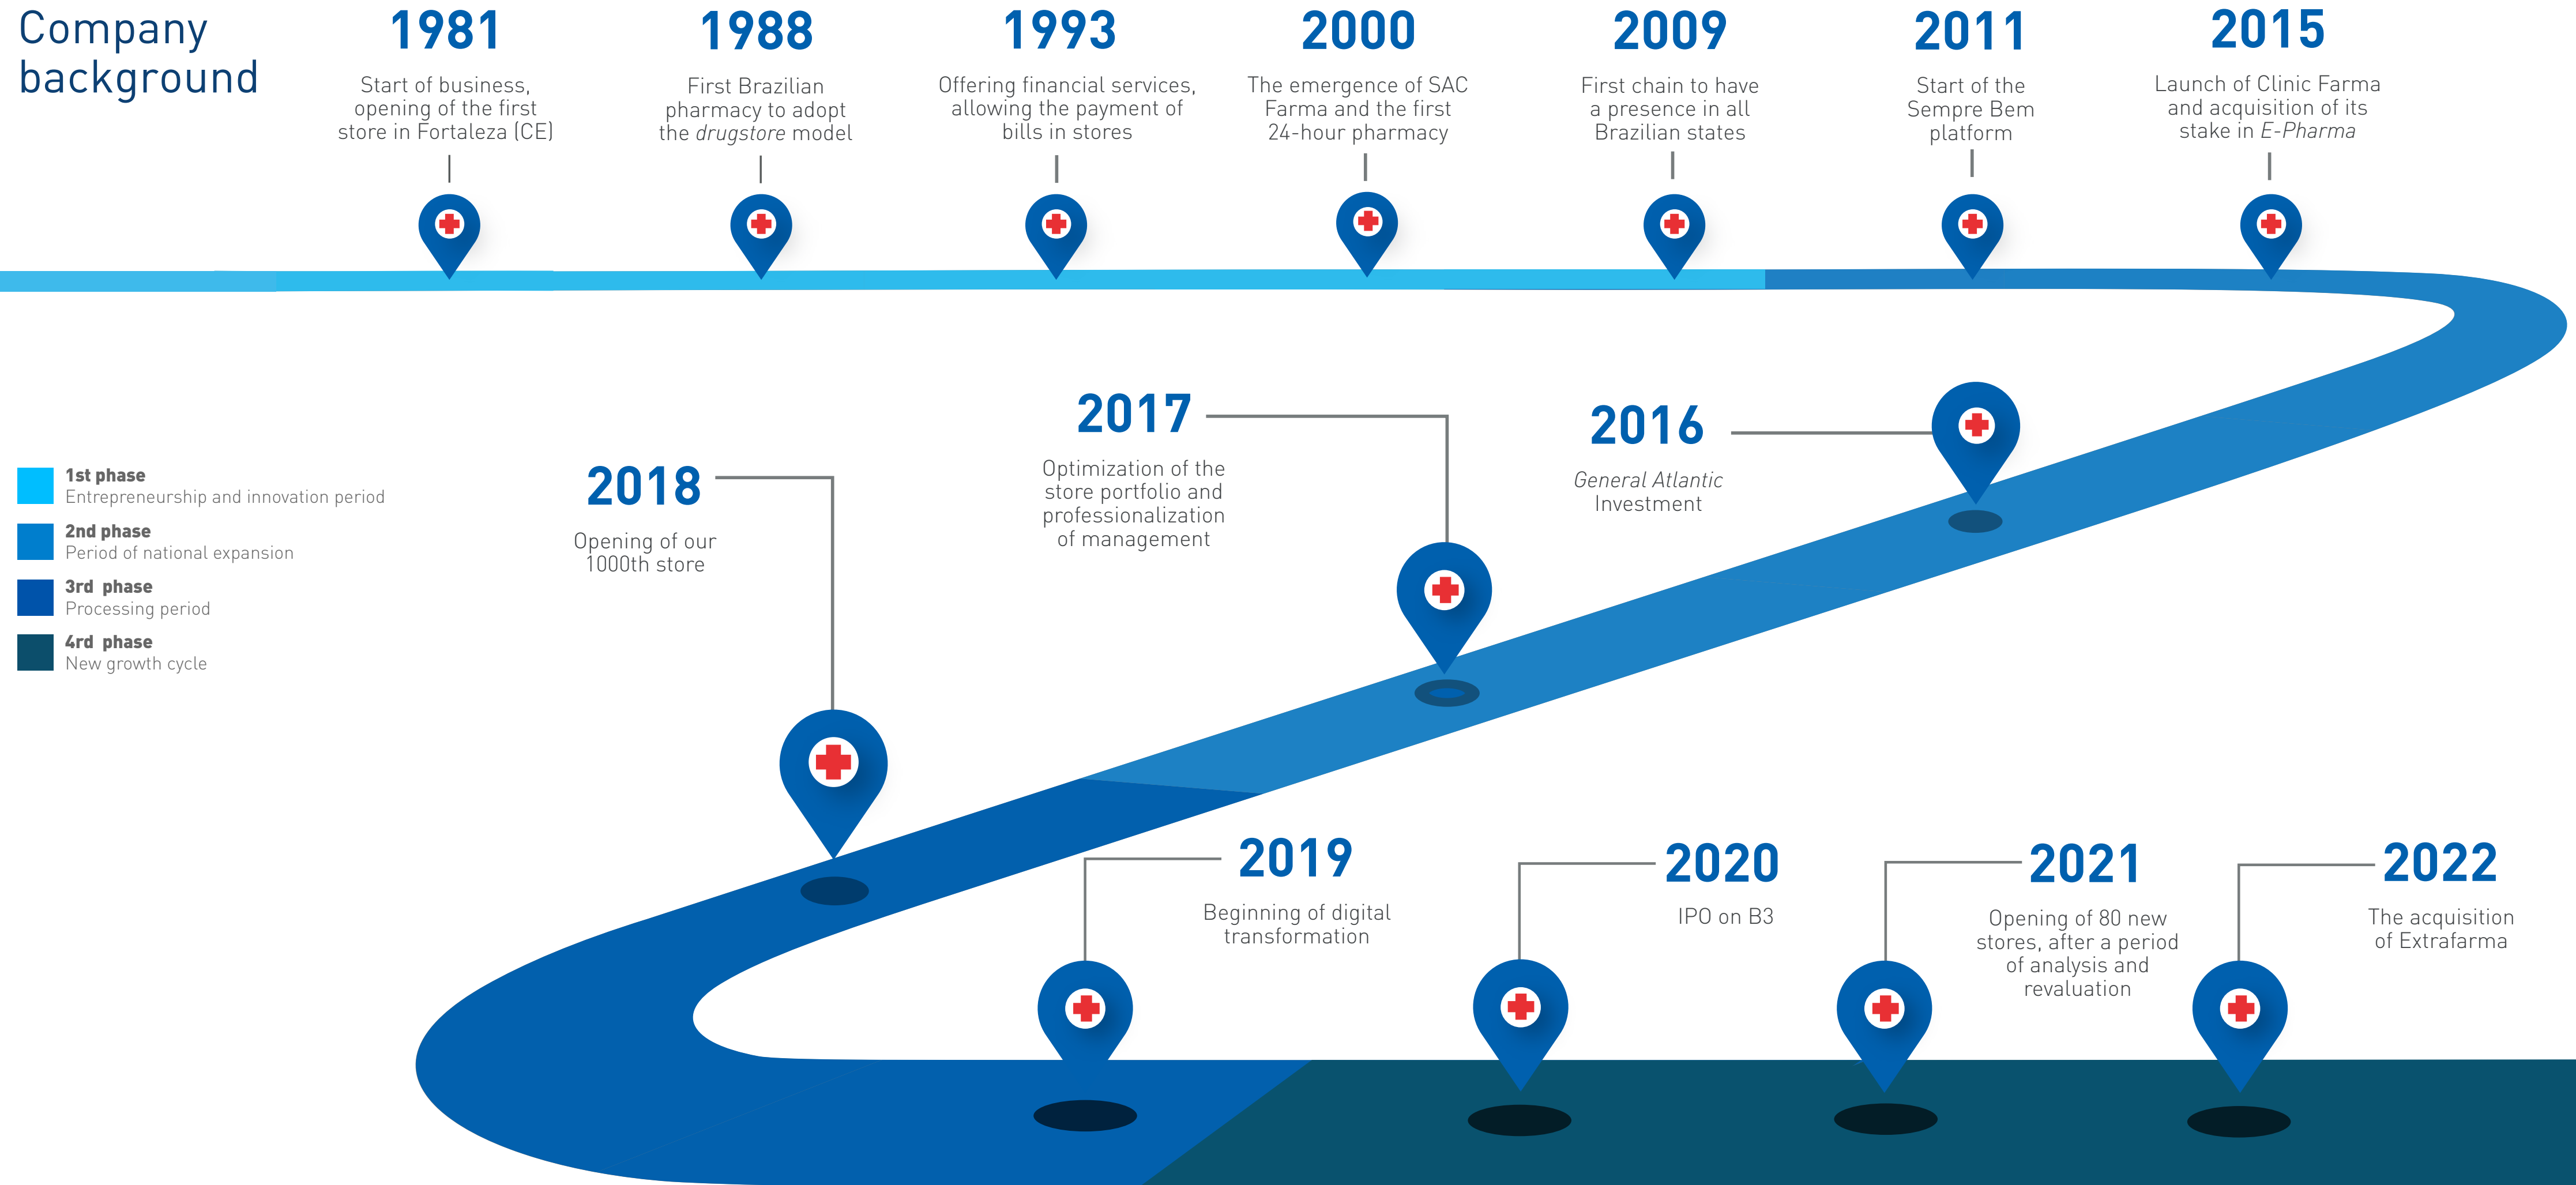 Company
background
1981
Start of business,
opening of the first
store in Fortaleza (CE)
1988
First Brazilian
pharmacy to adopt
the drugstore model
1993
Offering financial services,
allowing the payment of
bills in stores
2000
The emergence of SAC
Farma and the first
24-hour pharmacy
2009
First chain to have
a presence in all
Brazilian states
2011
Start of the
Sempre Bem
platform
2015
Launch of Clinic Farma
and acquisition of its
stake in E-Pharma
2016
General Atlantic
Investment
2017
Optimization of the
store portfolio and
professionalization
of management
2018
Opening of our
1000th store
1st phase
Entrepreneurship and innovation period
2nd phase
Period of national expansion
3rd phase
Processing period
4rd phase
New growth cycle
2019
Beginning of digital
transformation
2020
IPO on B3
2021
Opening of 80 new
stores, after a period
of analysis and
revaluation
2022
The acquisition
of Extrafarma